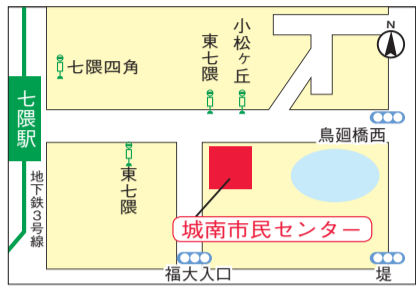 小松ヶ丘
東七隈
七隈四角
N
七隈駅
鳥廻橋西
地下鉄3号線
東七隈
城南市民センター
福大入口
堤